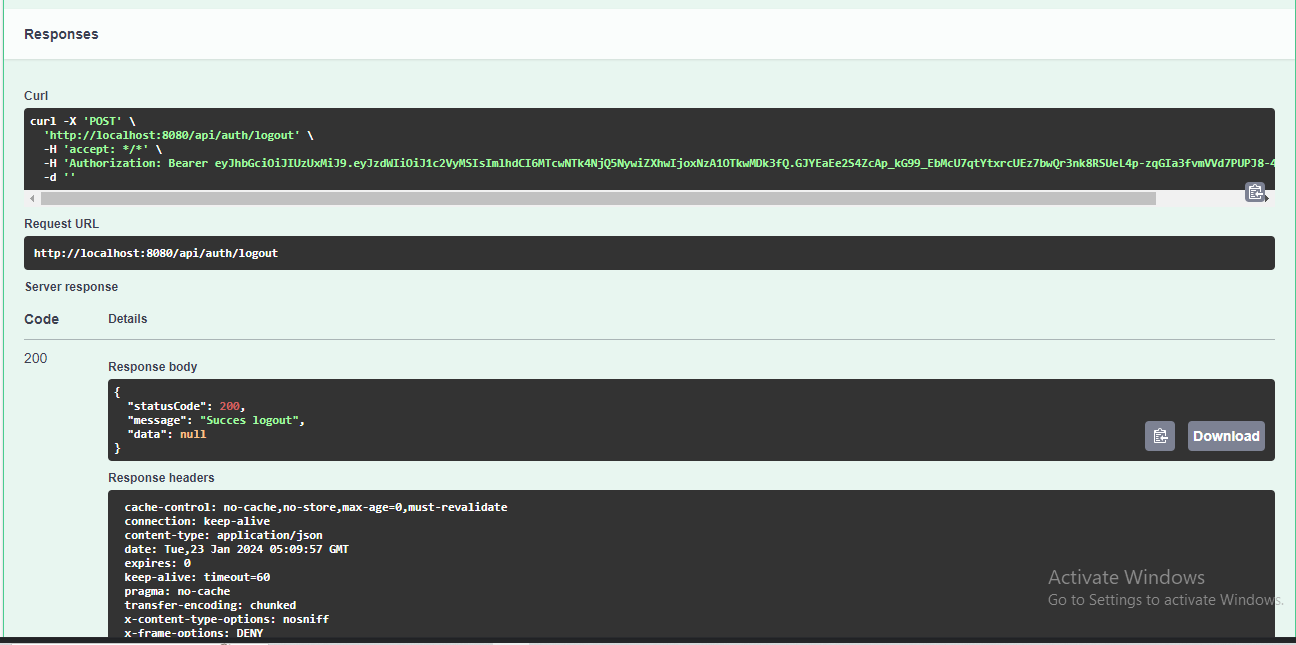 Responses
Curl
curl -X 'POST' \
'http://localhost:8080/api/auth/logout' \
-H 'accept: */*' \
-H 'Authorization: Bearer eyJhbGciOiJIUzUxMiJ9.eyJzdWIiOiJ1c2VyMSIsImlhdCI6MTcwNTk4NjQ5NywiZXhwIjoxNzA1OTkwMDk3fQ.GJYEaEe2S4ZcAp_kG99_EbMcU7qtYtxrcUEz7bwQr3nk8RSUeL4p-zqGIa3fvmVVd7PUPJ8-4
-d ''
Request URL
http://localhost:8080/api/auth/logout
Server response
Code Details
200
Response body
{
"statusCode": 200,
"message": "Succes logout",
"data": null
}
Download
Response headers
cache-control: no-cache,no-store,max-age=0,must-revalidate
connection: keep-alive
content-type: application/json
date: Tue,23 Jan 2024 05:09:57 GMT
expires: 0
keep-alive: timeout=60
pragma: no-cache
transfer-encoding: chunked
x-content-type-options: nosniff
x-frame-options: DENY
Activate Windows
Go to Settings to activate Windows.